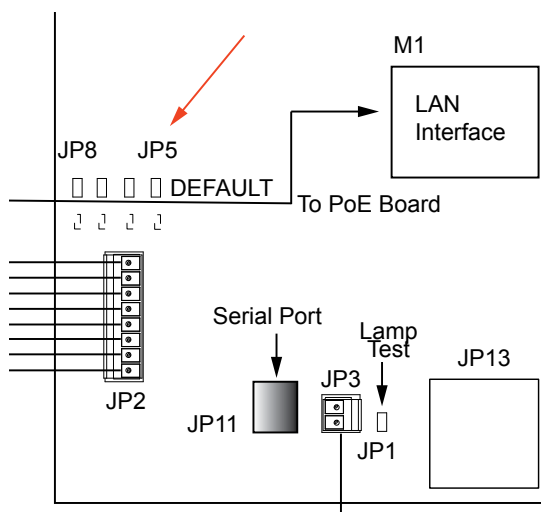 M1
LAN
Interface
JP8
JP5
DEFAULT
To PoE Board
Serial Port
Lamp
Test
JP3
JP13
JP2
JP11
JP1